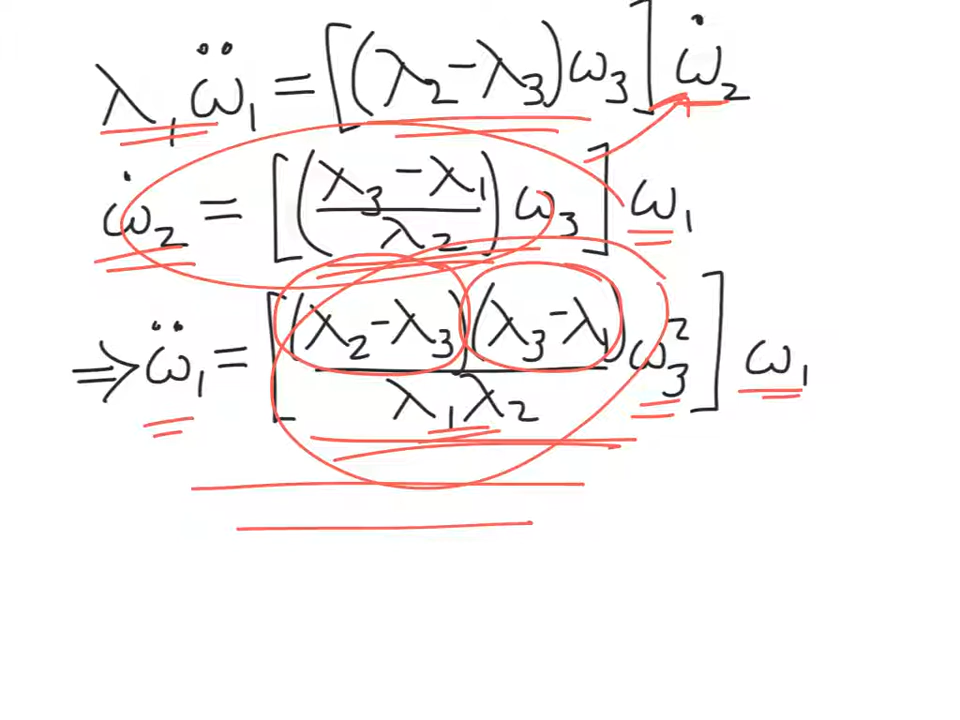 λ₁ω̈₁ = [(λ₂-λ₃)ω₃] ω̇₂
ω̇₂ = [((λ₃-λ₁)/λ₂) ω₃] ω₁
⇒ ω̈₁ = [((λ₂-λ₃)(λ₃-λ₁)/(λ₁λ₂)) ω₃²] ω₁